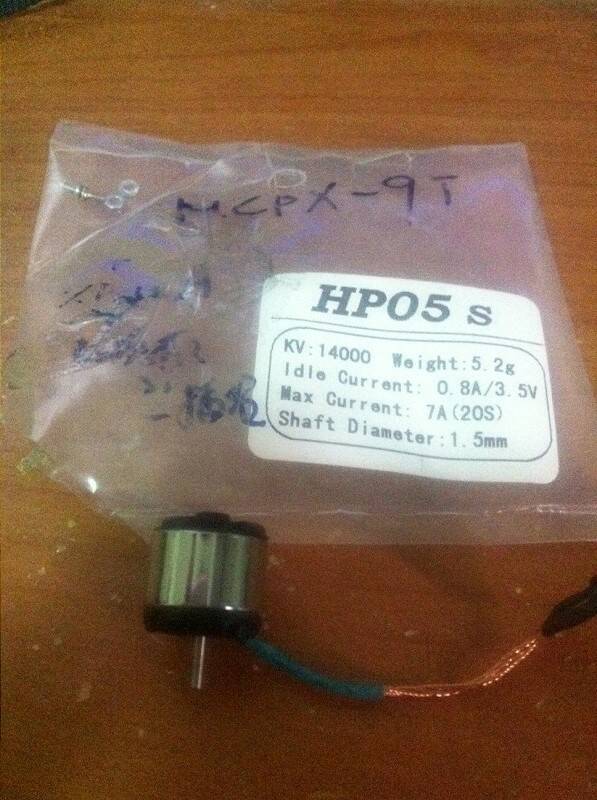 M.CPX-9T
HP05 S
KV:14000 Weight:5.2g
Idle Current: 0.8A/3.5V
Max Current: 7A(20S)
Shaft Diameter:1.5mm